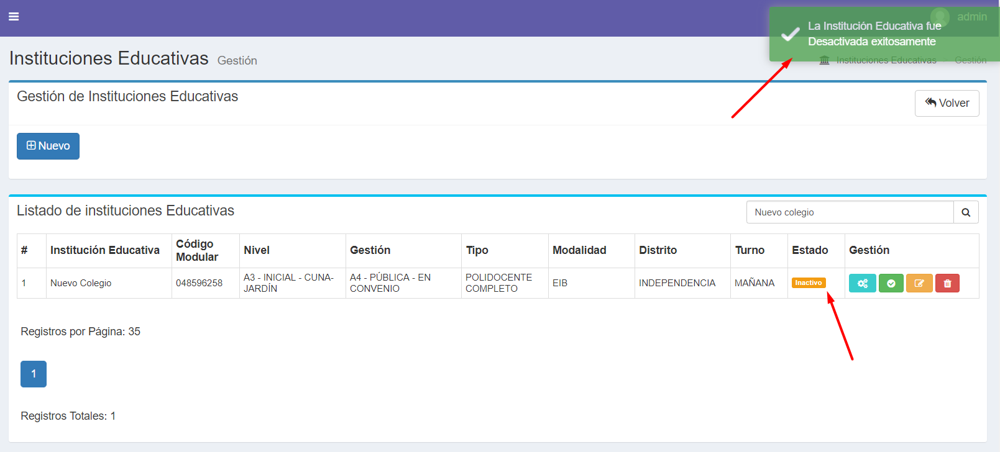 La Institución Educativa fue
Desactivada exitosamente
admin
Instituciones Educativas Gestión
Instituciones Educativas Gestión
Gestión de Instituciones Educativas
Volver
Nuevo
Listado de instituciones Educativas
Nuevo colegio
# Institución Educativa Código Modular Nivel Gestión Tipo Modalidad Distrito Turno Estado Gestión
1 Nuevo Colegio 048596258 A3 - INICIAL - CUNA-JARDÍN A4 - PÚBLICA - EN CONVENIO POLIDOCENTE COMPLETO EIB INDEPENDENCIA MAÑANA Inactivo
Registros por Página: 35
1
Registros Totales: 1